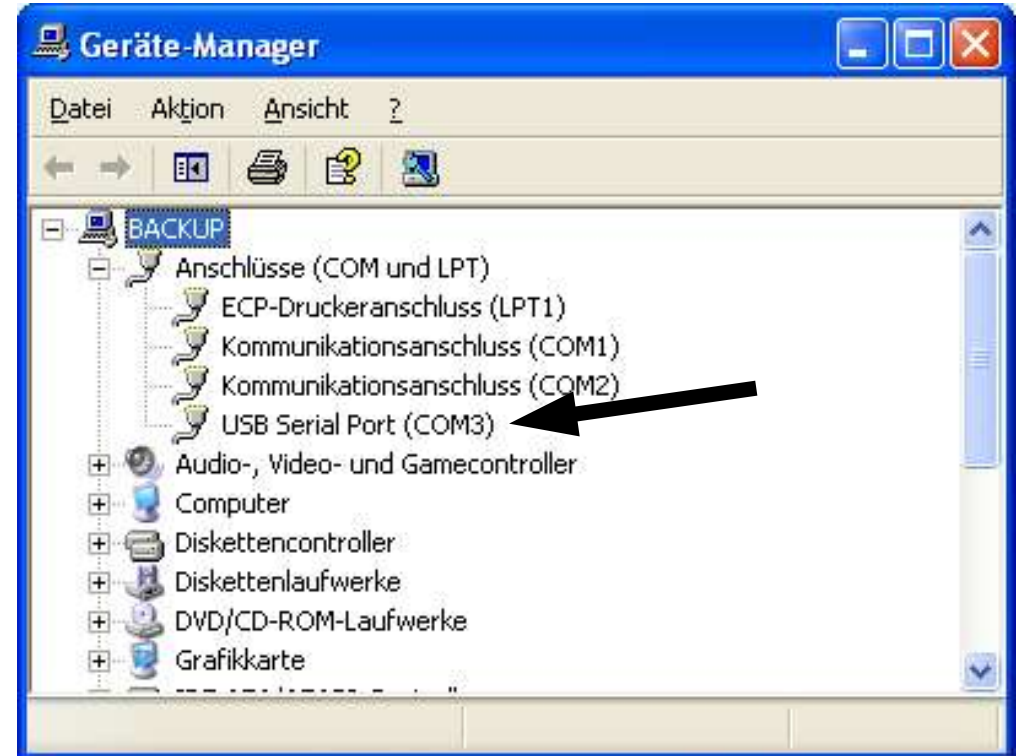 Geräte-Manager
Datei Aktion Ansicht ?
BACKUP
Anschlüsse (COM und LPT)
ECP-Druckeranschluss (LPT1)
Kommunikationsanschluss (COM1)
Kommunikationsanschluss (COM2)
USB Serial Port (COM3)
Audio-, Video- und Gamecontroller
Computer
Diskettencontroller
Diskettenlaufwerke
DVD/CD-ROM-Laufwerke
Grafikkarte